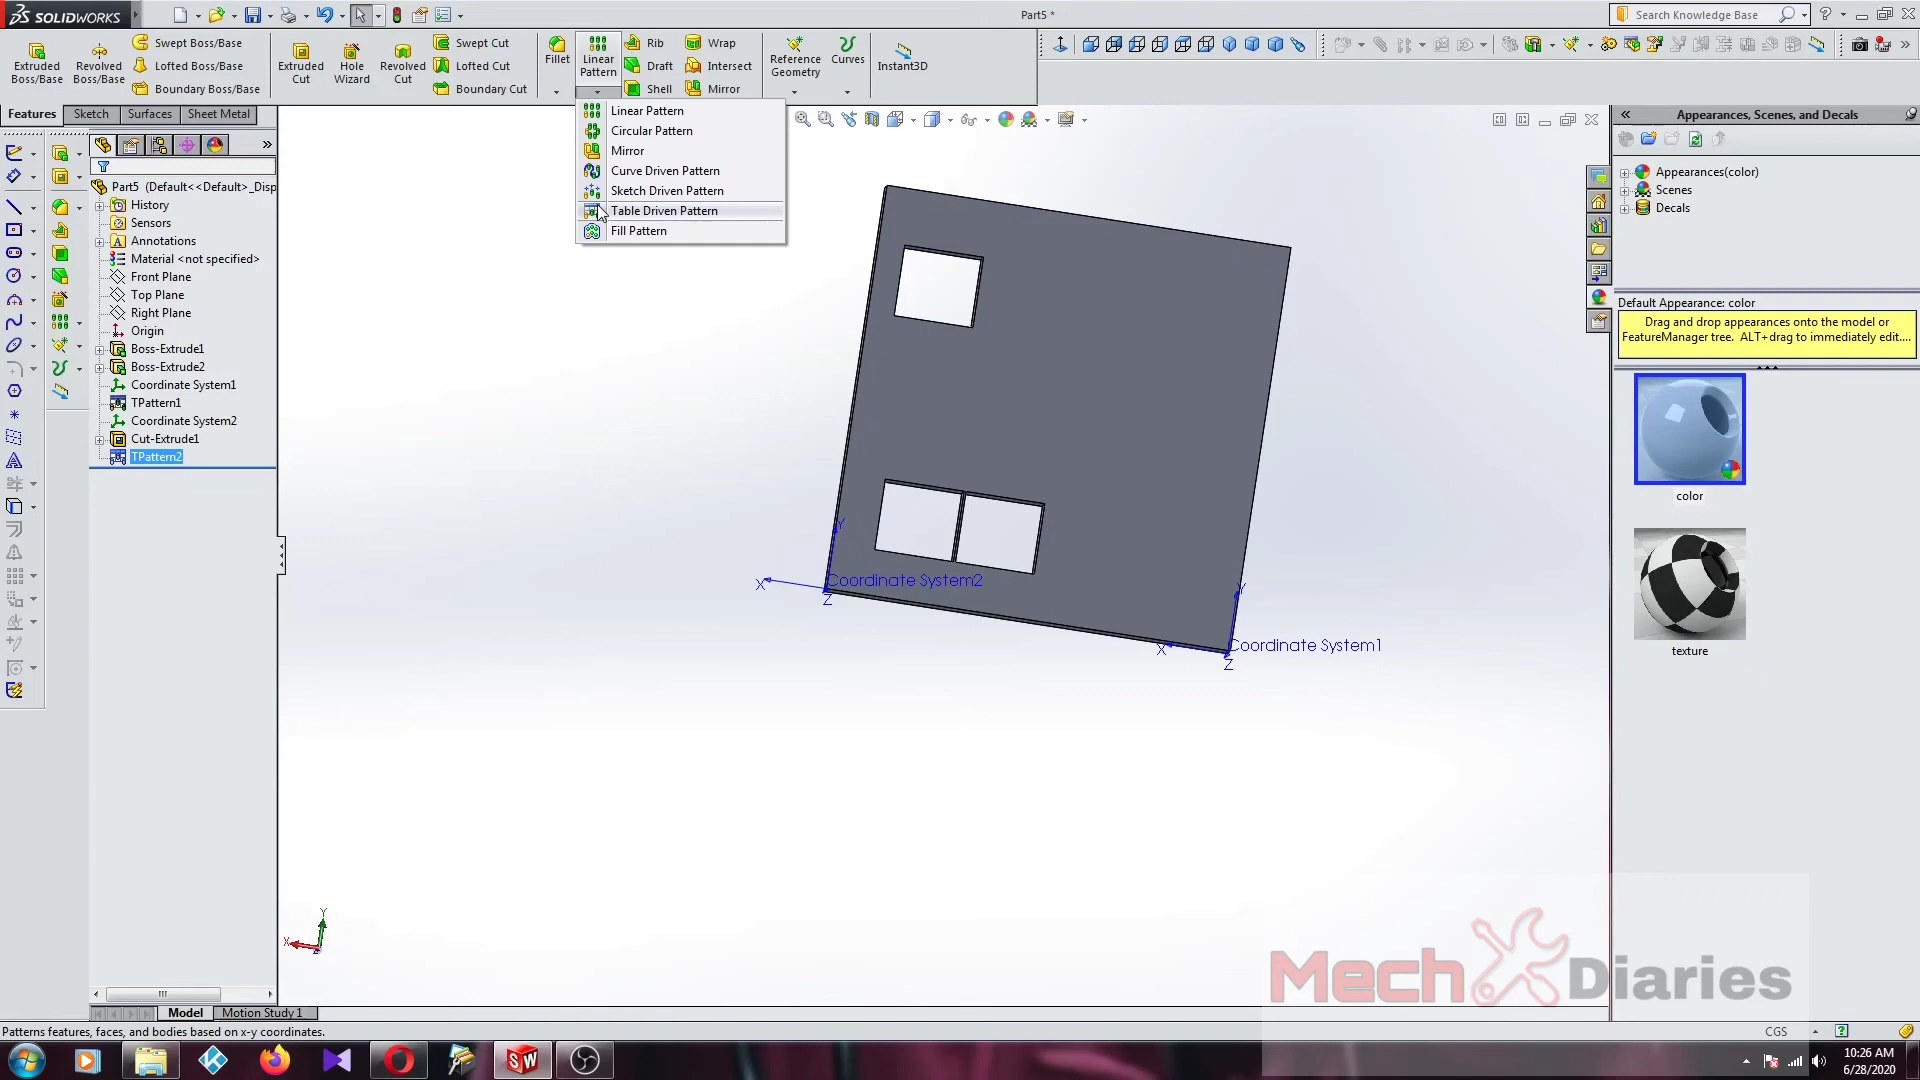 SOLIDWORKS
Part5 *
Search Knowledge Base
Extruded Boss/Base
Revolved Boss/Base
Swept Boss/Base
Lofted Boss/Base
Boundary Boss/Base
Extruded Cut
Hole Wizard
Revolved Cut
Swept Cut
Lofted Cut
Boundary Cut
Fillet
Linear Pattern
Rib
Draft
Shell
Wrap
Intersect
Mirror
Reference Geometry
Curves
Instant3D
Features
Sketch
Surfaces
Sheet Metal
Linear Pattern
Circular Pattern
Mirror
Curve Driven Pattern
Sketch Driven Pattern
Table Driven Pattern
Fill Pattern
Part5 (Default<<Default>_Disp
History
Sensors
Annotations
Material <not specified>
Front Plane
Top Plane
Right Plane
Origin
Boss-Extrude1
Boss-Extrude2
Coordinate System1
TPattern1
Coordinate System2
Cut-Extrude1
TPattern2
Y
X
Coordinate System2
Z
Y
X
Coordinate System1
Z
Y
X
Z
Appearances, Scenes, and Decals
Appearances(color)
Scenes
Decals
Default Appearance: color
Drag and drop appearances onto the model or
FeatureManager tree. ALT+drag to immediately edit....
color
texture
Mech Diaries
Model
Motion Study 1
Patterns features, faces, and bodies based on x-y coordinates.
CGS
SW
10:26 AM
6/28/2020